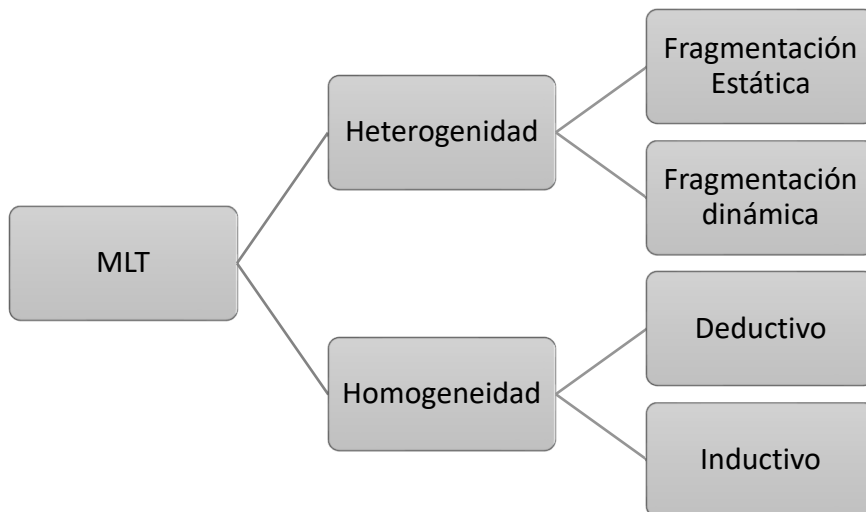 MLT
Heterogenidad
Fragmentación
Estática
Fragmentación
dinámica
Homogeneidad
Deductivo
Inductivo